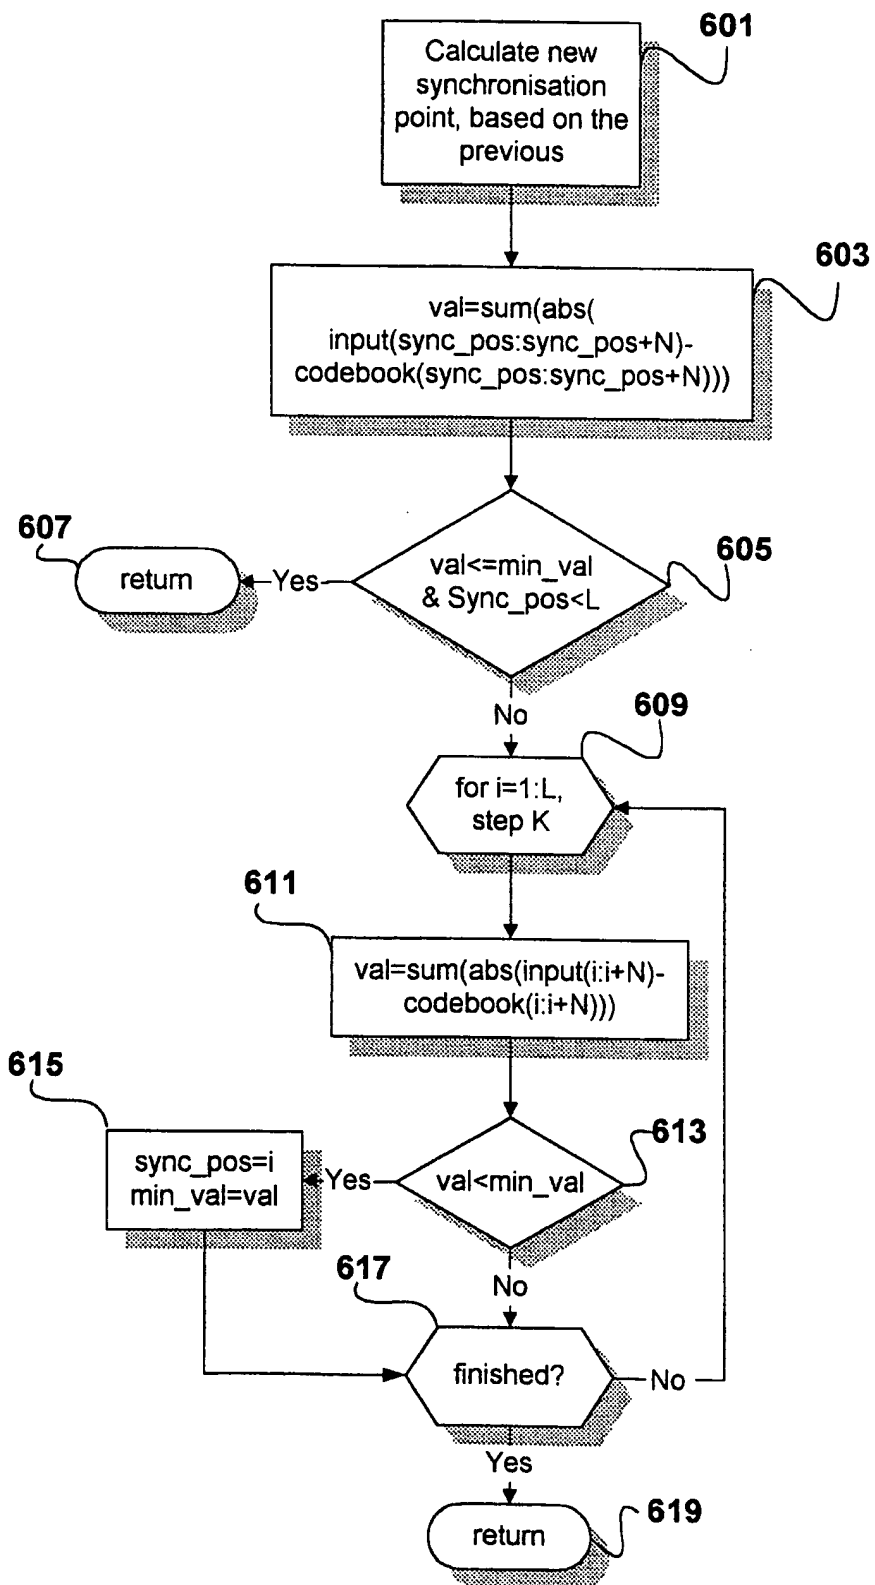 601
Calculate new
synchronisation
point, based on the
previous
603
val=sum(abs(
input(sync_pos:sync_pos+N)-
codebook(sync_pos:sync_pos+N)))
607
return
Yes
val<=min_val
& Sync_pos<L
605
No
609
for i=1:L,
step K
611
val=sum(abs(input(i:i+N)-
codebook(i:i+N)))
615
sync_pos=i
min_val=val
Yes
val<min_val
613
No
617
finished?
No
Yes
return
619